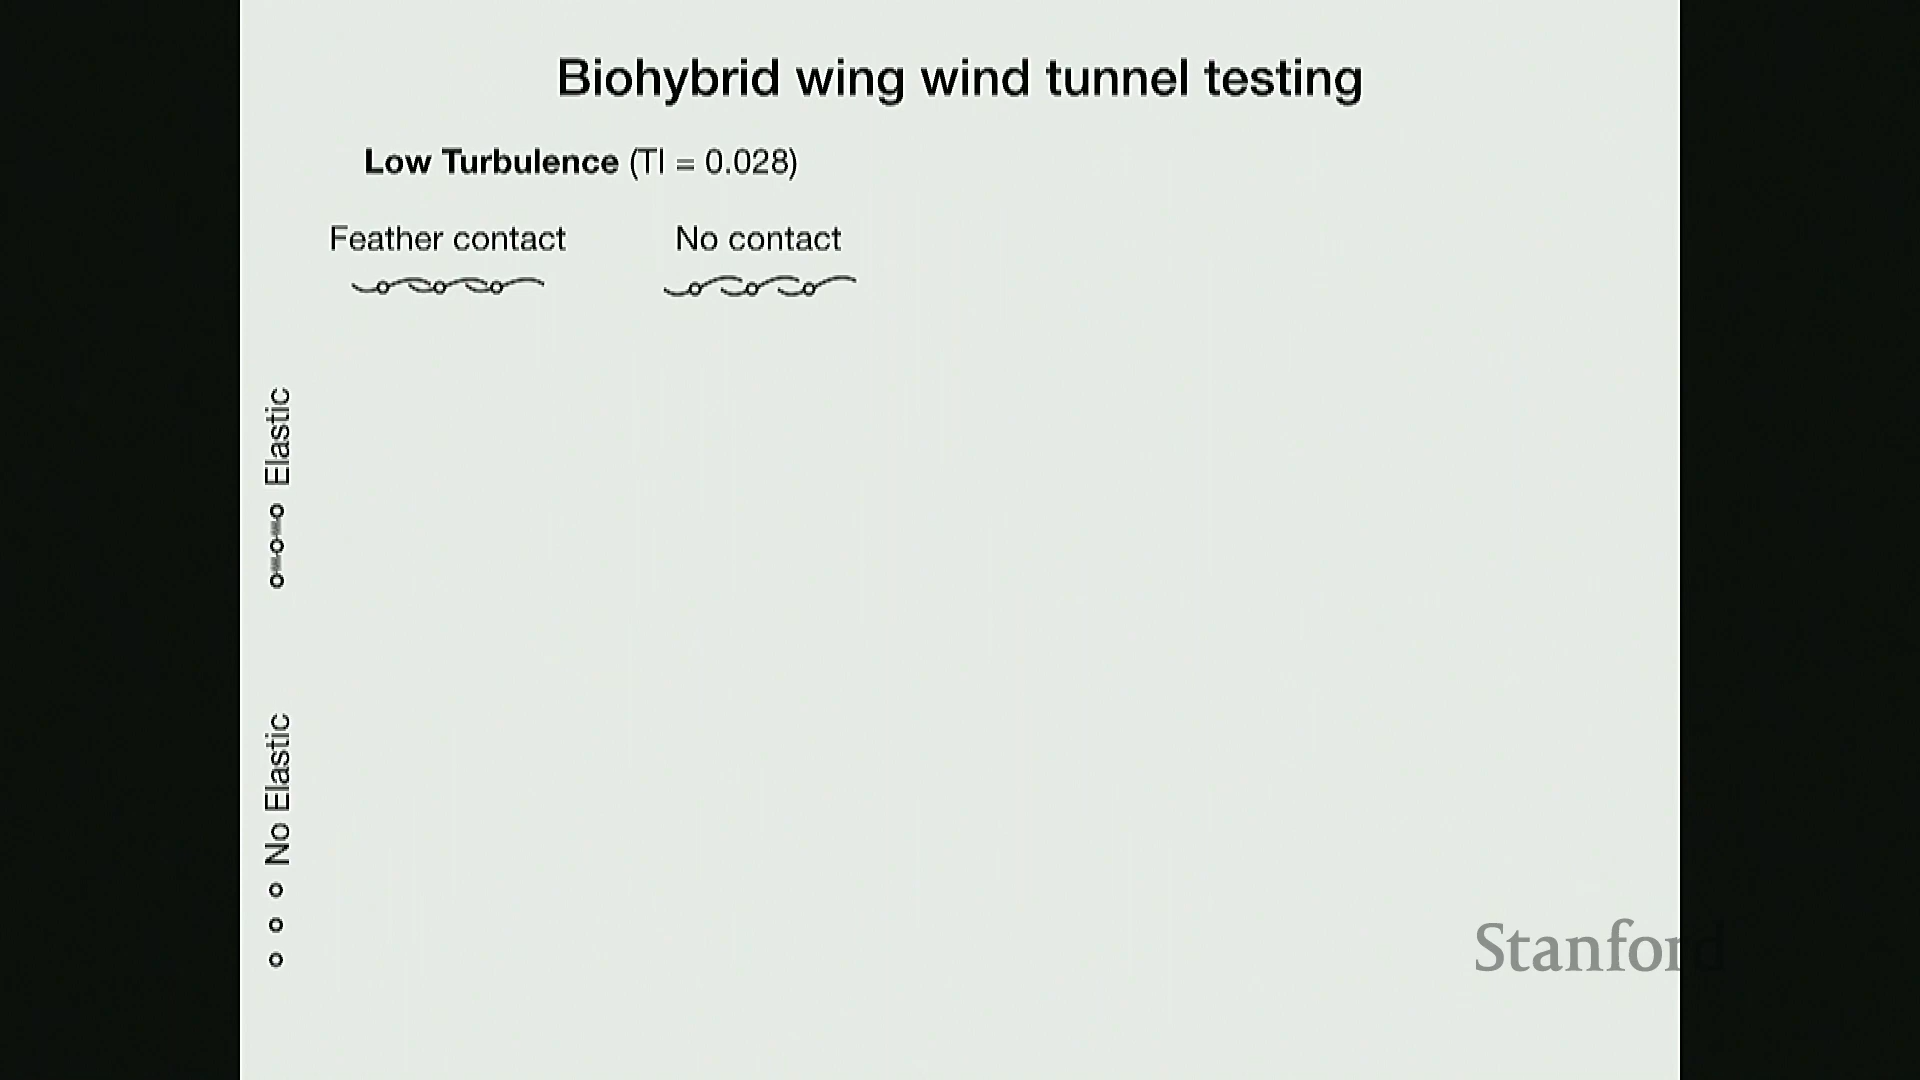 Biohybrid wing wind tunnel testing
Low Turbulence (TI = 0.028)
Feather contact
No contact
Elastic
No Elastic
Stanford